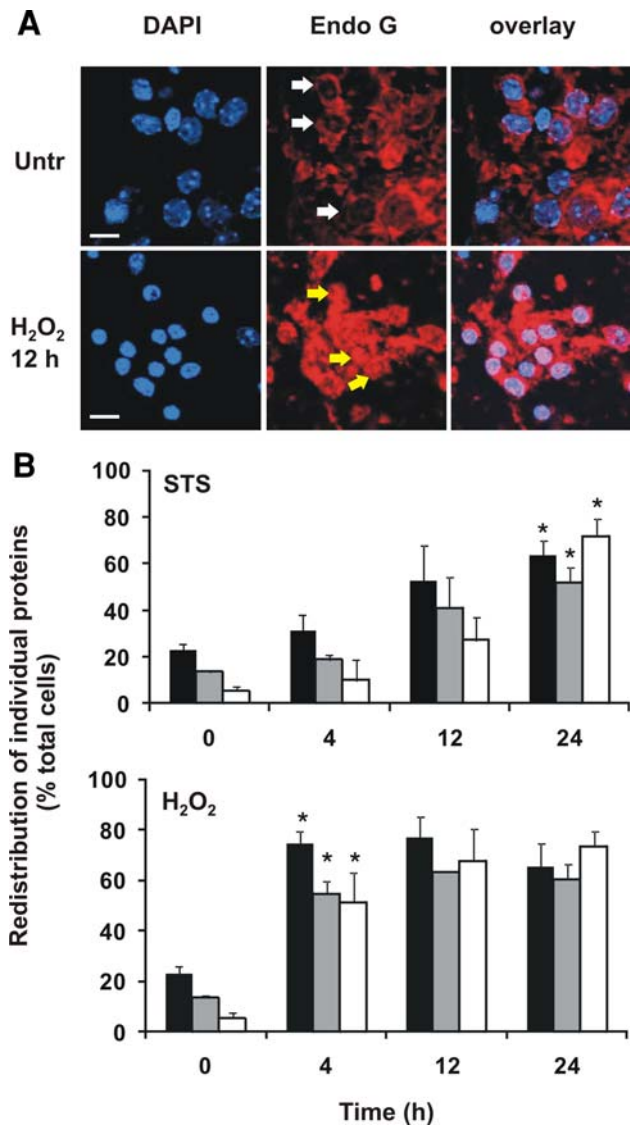 A
DAPI Endo G overlay
Untr
H₂O₂
12 h
B
Redistribution of individual proteins
(% total cells)
STS
100
80
60
40
20
0
* * *
0 4 12 24
H₂O₂
100
80
60
40
20
0
* * *
0 4 12 24
Time (h)